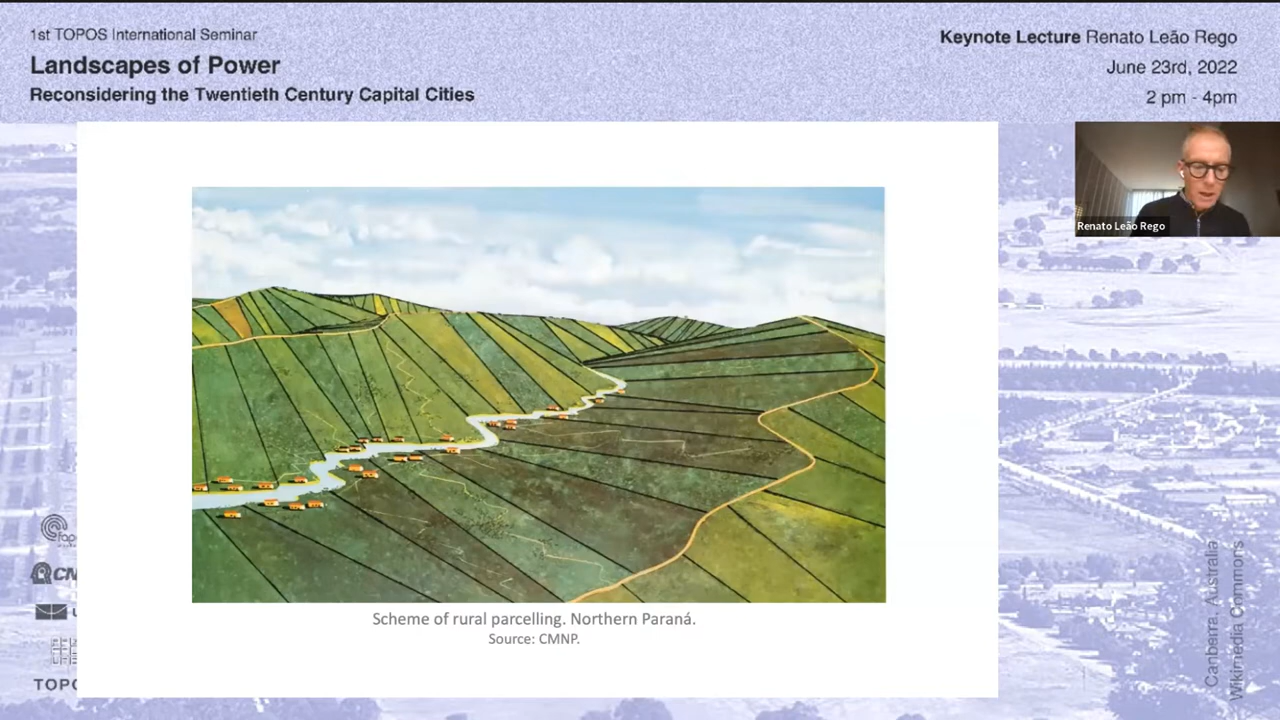 1st TOPOS International Seminar
Landscapes of Power
Reconsidering the Twentieth Century Capital Cities
Keynote Lecture Renato Leão Rego
June 23rd, 2022
2 pm - 4pm
Renato Leão Rego
Scheme of rural parcelling. Northern Paraná.
Source: CMNP.
Canberra, Australia
Wikimedia Commons